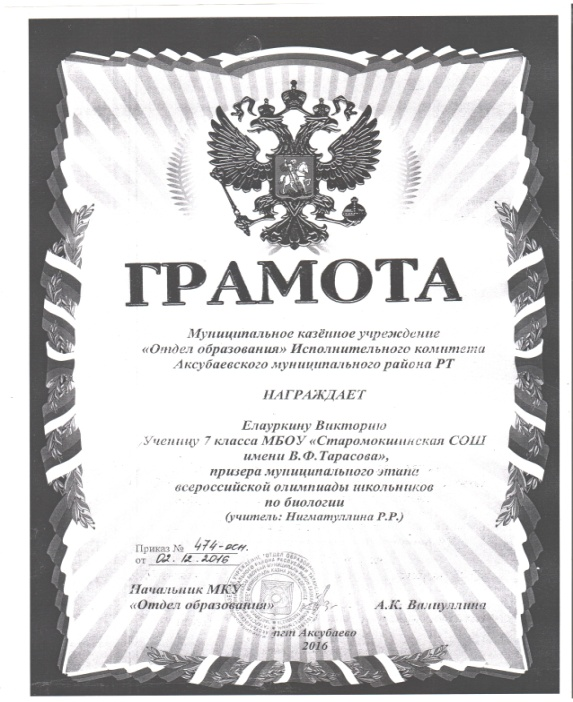 ГРАМОТА
Муниципальное казённое учреждение
«Отдел образования» Исполнительного комитета
Аксубаевского муниципального района РТ
НАГРАЖДАЕТ
Елауркину Викторию
Ученицу 7 класса МБОУ «Старомокшинская СОШ
имени В.Ф.Тарасова»,
призера муниципального этапа
всероссийской олимпиады школьников
по биологии
(учитель: Нигматуллина Р.Р.)
Приказ № 474-осн.
от 02.12.2016
Начальник МКУ
«Отдел образования» А.К. Валиуллина
пгт Аксубаево
2016